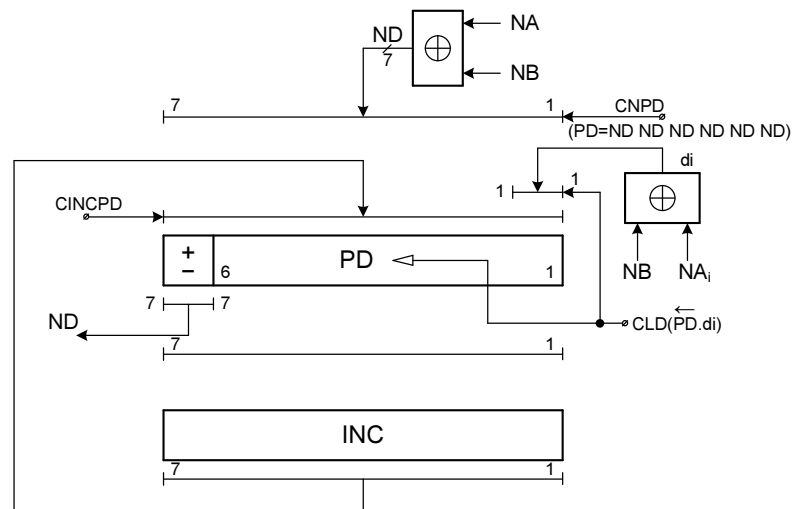 ND
7
NA
NB
7
1
CNPD
(PD=ND ND ND ND ND ND)
di
1
1
CINCPD
+
−
6
PD
1
NB
NAi
7
7
ND
CLD(PD.di)
7
1
INC
7
1